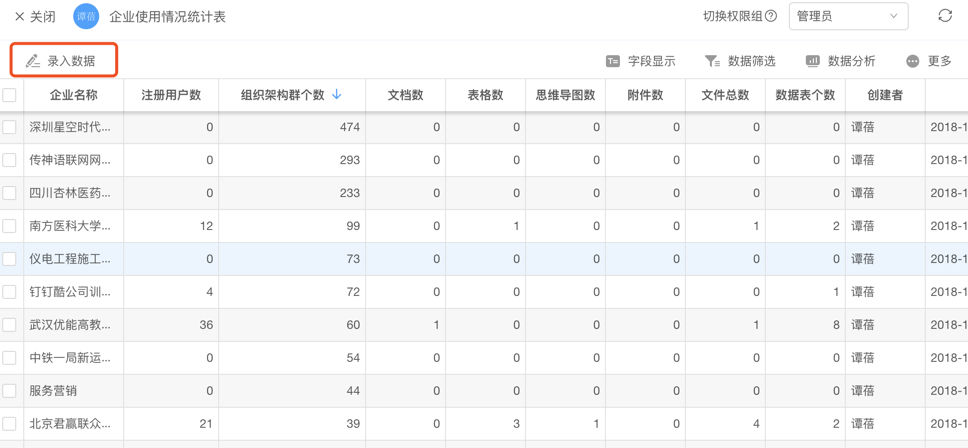 关闭 谭蓓 企业使用情况统计表 切换权限组 管理员
录入数据 字段显示 数据筛选 数据分析 更多
企业名称 注册用户数 组织架构群个数 文档数 表格数 思维导图数 附件数 文件总数 数据表个数 创建者
深圳星空时代... 0 474 0 0 0 0 0 0 谭蓓 2018-1
传神语联网网... 0 293 0 0 0 0 0 0 谭蓓 2018-1
四川杏林医药... 0 233 0 0 0 0 0 0 谭蓓 2018-1
南方医科大学... 12 99 0 1 0 0 1 2 谭蓓 2018-1
仪电工程施工... 0 73 0 0 0 0 0 0 谭蓓 2018-1
钉钉酷公司训... 4 72 0 0 0 0 0 1 谭蓓 2018-1
武汉优能高教... 36 60 1 0 0 0 1 8 谭蓓 2018-1
中铁一局新运... 0 54 0 0 0 0 0 0 谭蓓 2018-1
服务营销 0 44 0 0 0 0 0 0 谭蓓 2018-1
北京君赢联众... 21 39 0 3 1 0 4 2 谭蓓 2018-1